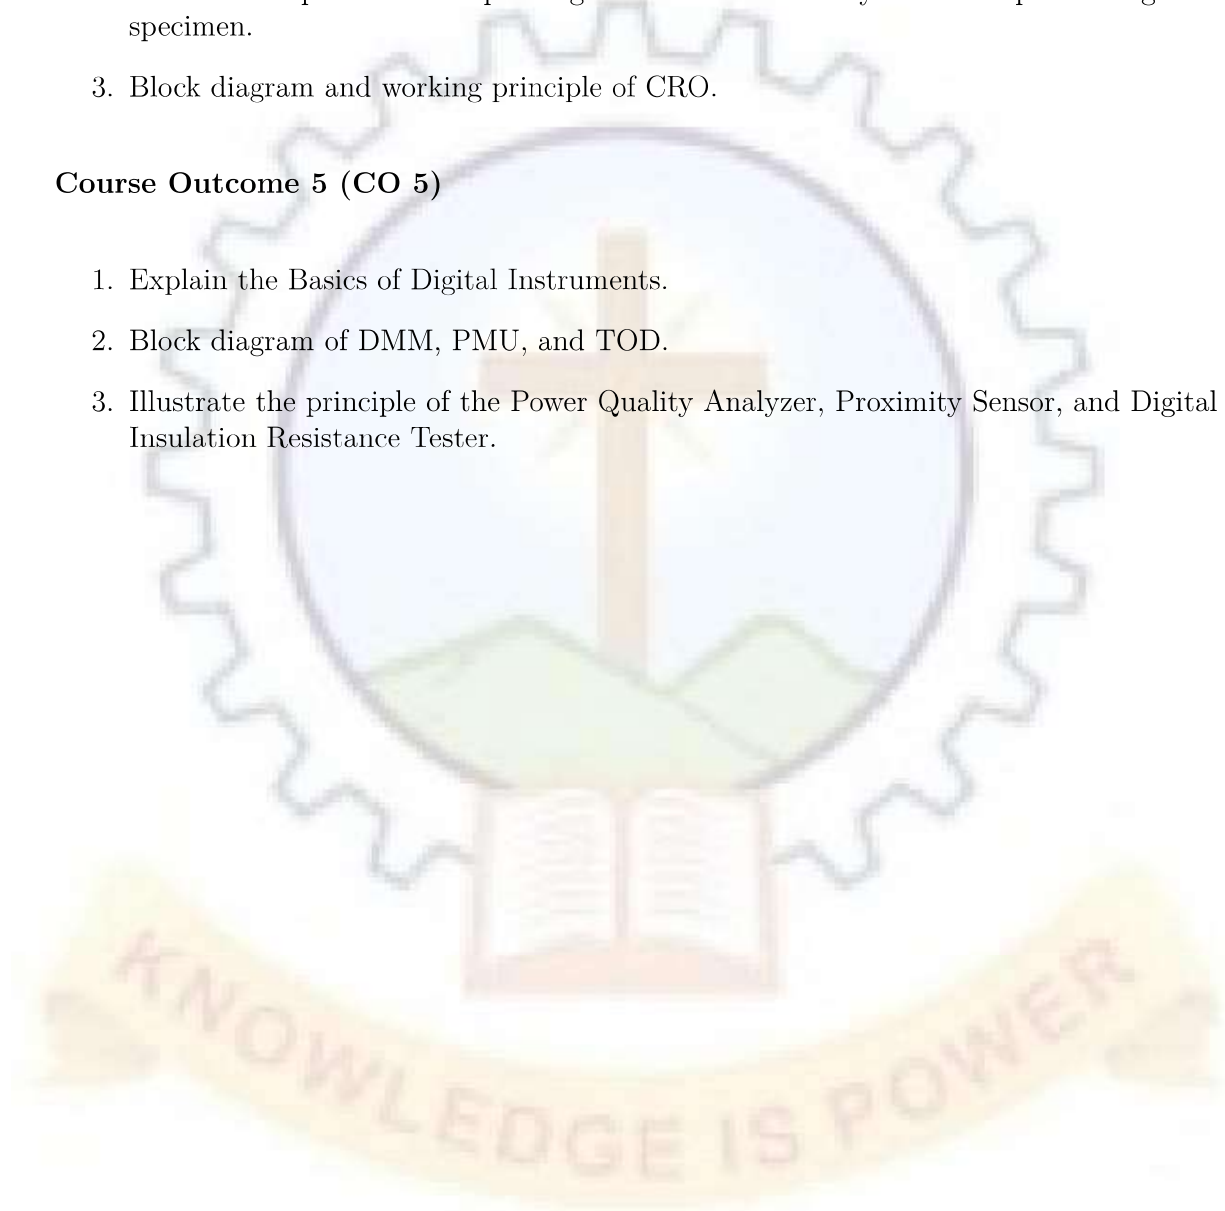 specimen.
3. Block diagram and working principle of CRO.
Course Outcome 5 (CO 5)
1. Explain the Basics of Digital Instruments.
2. Block diagram of DMM, PMU, and TOD.
3. Illustrate the principle of the Power Quality Analyzer, Proximity Sensor, and Digital
Insulation Resistance Tester.
KNOWLEDGE IS POWER